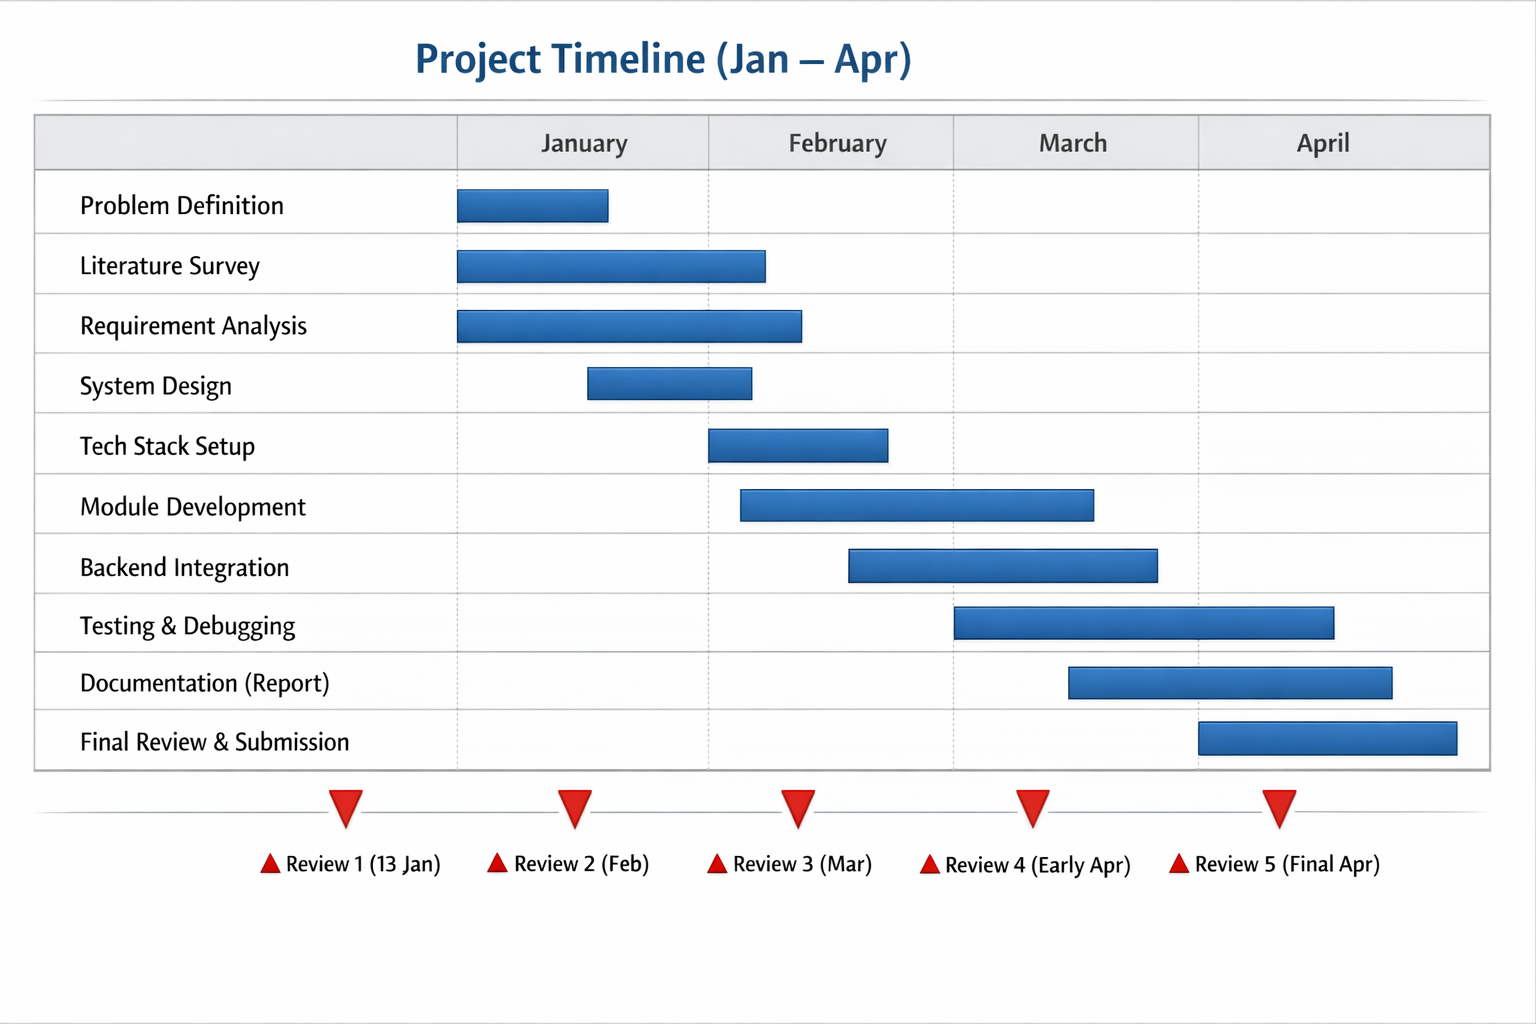 Project Timeline (Jan – Apr)
January February March April
Problem Definition
Literature Survey
Requirement Analysis
System Design
Tech Stack Setup
Module Development
Backend Integration
Testing & Debugging
Documentation (Report)
Final Review & Submission
Review 1 (13 Jan) Review 2 (Feb) Review 3 (Mar) Review 4 (Early Apr) Review 5 (Final Apr)